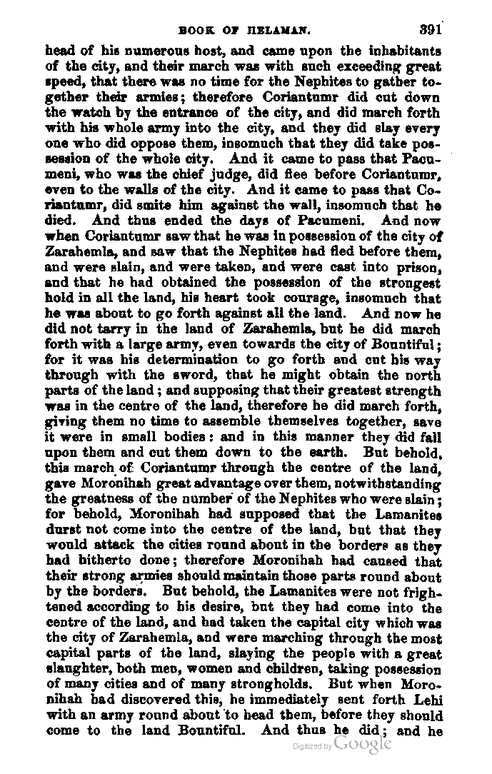 BOOK OF HELAMAN. 391
head of his numerous host, and came upon the inhabitants
of the city, and their march was with such exceeding great
speed, that there was no time for the Nephites to gather to-
gether their armies; therefore Coriantumr did cut down
the watch by the entrance of the city, and did march forth
with his whole army into the city, and they did slay every
one who did oppose them, insomuch that they did take pos-
session of the whole city. And it came to pass that Pacu-
meni, who was the chief judge, did flee before Coriantumr,
even to the walls of the city. And it came to pass that Co-
riantumr, did smite him against the wall, insomuch that he
died. And thus ended the days of Pacumeni. And now
when Coriantumr saw that he was in possession of the city of
Zarahemla, and saw that the Nephites had fled before them,
and were slain, and were taken, and were cast into prison,
and that he had obtained the possession of the strongest
hold in all the land, his heart took courage, insomuch that
he was about to go forth against all the land. And now he
did not tarry in the land of Zarahemla, but he did march
forth with a large army, even towards the city of Bountiful;
for it was his determination to go forth and cut his way
through with the sword, that he might obtain the north
parts of the land; and supposing that their greatest strength
was in the centre of the land, therefore he did march forth,
giving them no time to assemble themselves together, save
it were in small bodies: and in this manner they did fall
upon them and cut them down to the earth. But behold,
this march of Coriantumr through the centre of the land,
gave Moronihah great advantage over them, notwithstanding
the greatness of the number of the Nephites who were slain;
for behold, Moronihah had supposed that the Lamanites
durst not come into the centre of the land, but that they
would attack the cities round about in the borders as they
had hitherto done; therefore Moronihah had caused that
their strong armies should maintain those parts round about
by the borders. But behold, the Lamanites were not frigh-
tened according to his desire, but they had come into the
centre of the land, and had taken the capital city which was
the city of Zarahemla, and were marching through the most
capital parts of the land, slaying the people with a great
slaughter, both men, women and children, taking possession
of many cities and of many strongholds. But when Moro-
nihah had discovered this, he immediately sent forth Lehi
with an army round about to head them, before they should
come to the land Bountiful. And thus he did; and he
Digitized by Google